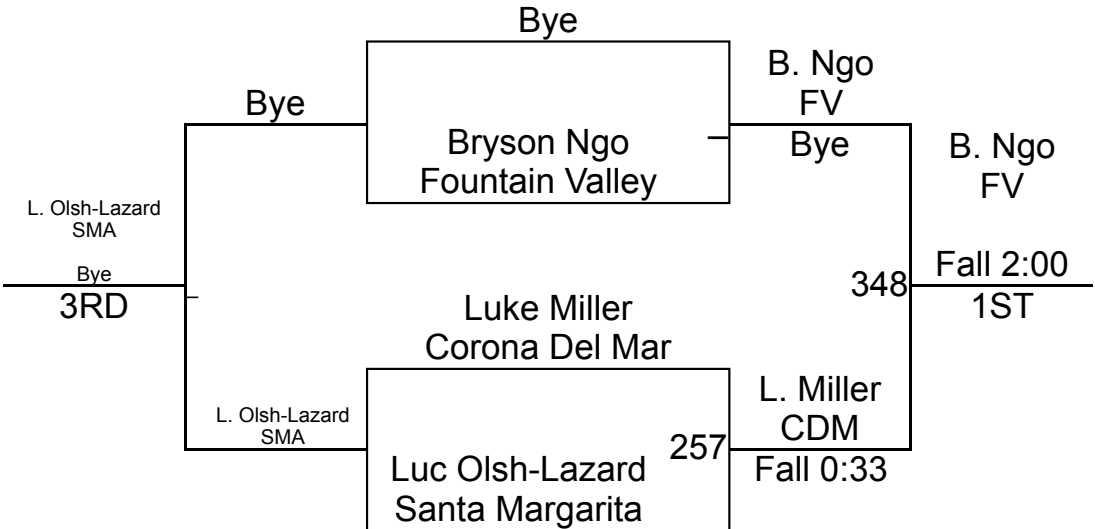 Bye
Bye
Bryson Ngo
Fountain Valley
B. Ngo
FV
Bye
B. Ngo
FV
L. Olsh-Lazard
SMA
Bye
3RD
348
Fall 2:00
1ST
Luke Miller
Corona Del Mar
L. Olsh-Lazard
SMA
Luc Olsh-Lazard
Santa Margarita
257
L. Miller
CDM
Fall 0:33